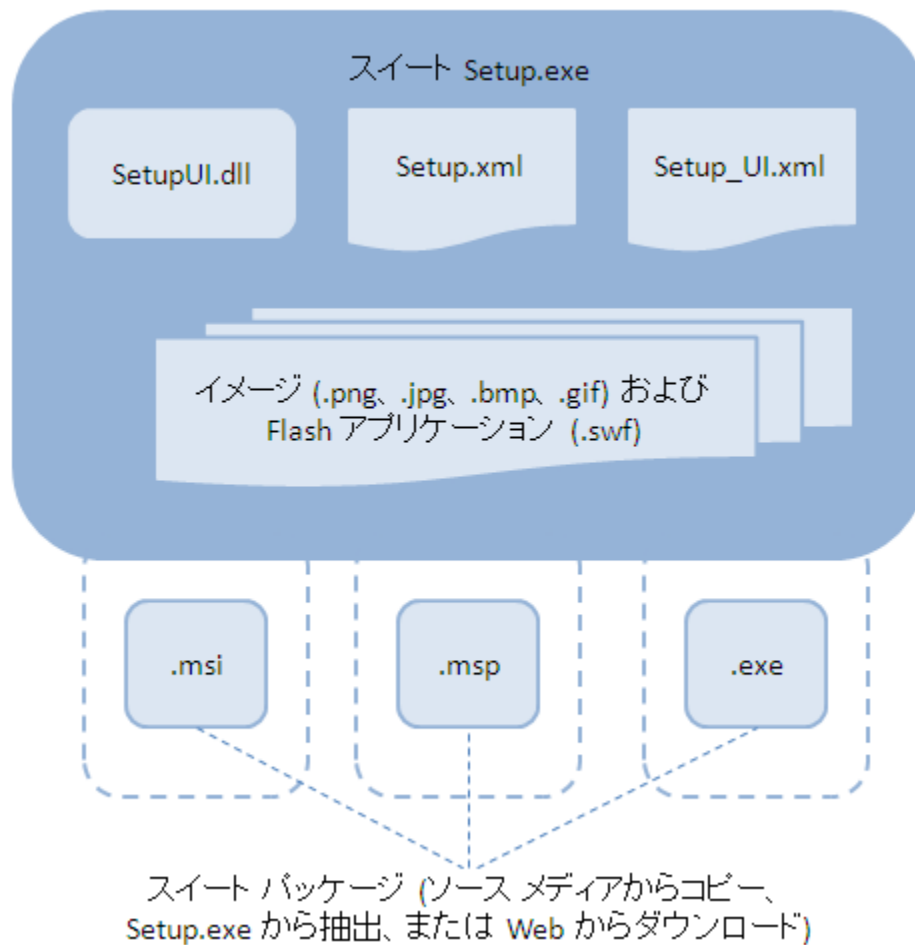 スイート Setup.exe
SetupUI.dll
Setup.xml
Setup_UI.xml
イメージ (.png、.jpg、.bmp、.gif) および
Flash アプリケーション (.swf)
.msi
.msp
.exe
スイート パッケージ (ソース メディアからコピー、
Setup.exe から抽出、または Web からダウンロード)